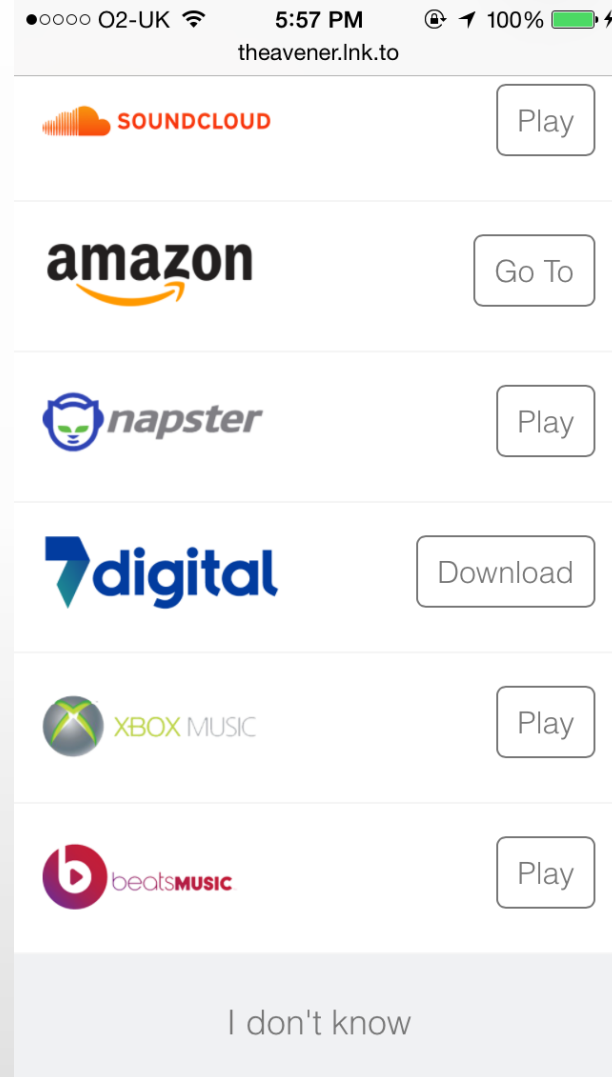 O2-UK 5:57 PM 100%
theavener.lnk.to
SOUNDCLOUD Play
amazon Go To
napster Play
7digital Download
XBOX MUSIC Play
beatsMUSIC Play
I don't know